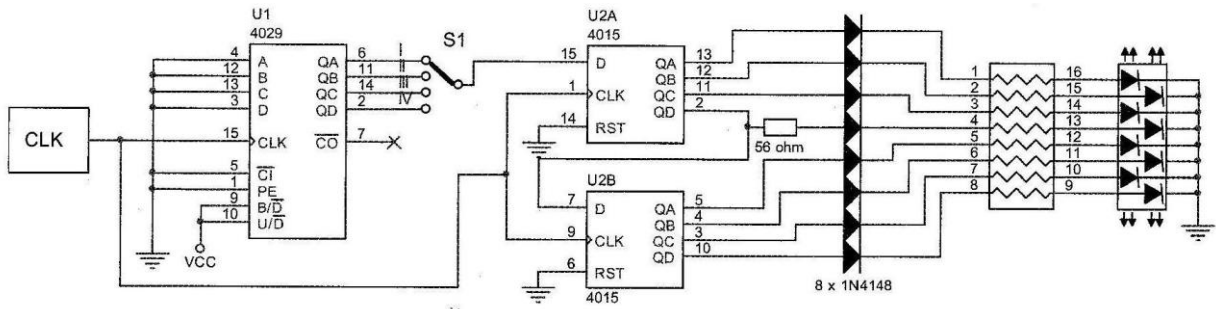 U1
4029
4 A QA 6 I
12 B QB 11
13 C QC 14 III
3 D QD 2 IV
15 CLK CO 7
5 CI
1 PE
9 B/D
10 U/D
VCC
CLK
S1
U2A
4015
15 D QA 13
QB 12
1 CLK QC 11
QD 2
14 RST
56 ohm
U2B
7 D QA 5
QB 4
9 CLK QC 3
QD 10
6 RST
4015
8 x 1N4148
1 16
2 15
3 14
4 13
5 12
6 11
7 10
8 9